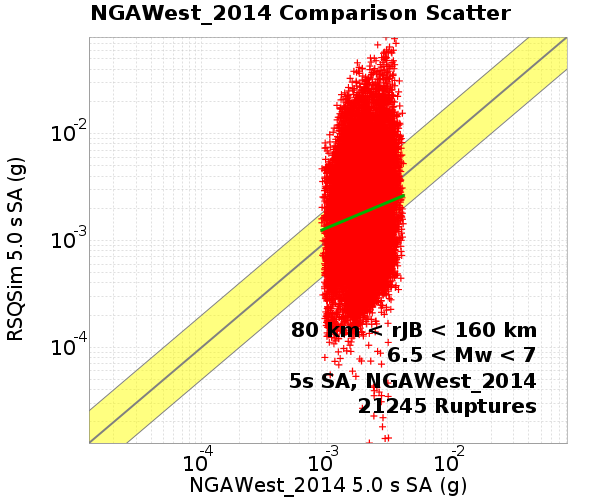 NGAWest_2014 Comparison Scatter
RSQSim 5.0 s SA (g)
10-2
10-3
10-4
80 km < rJB < 160 km
6.5 < Mw < 7
5s SA, NGAWest_2014
21245 Ruptures
10-4 10-3 10-2
NGAWest_2014 5.0 s SA (g)